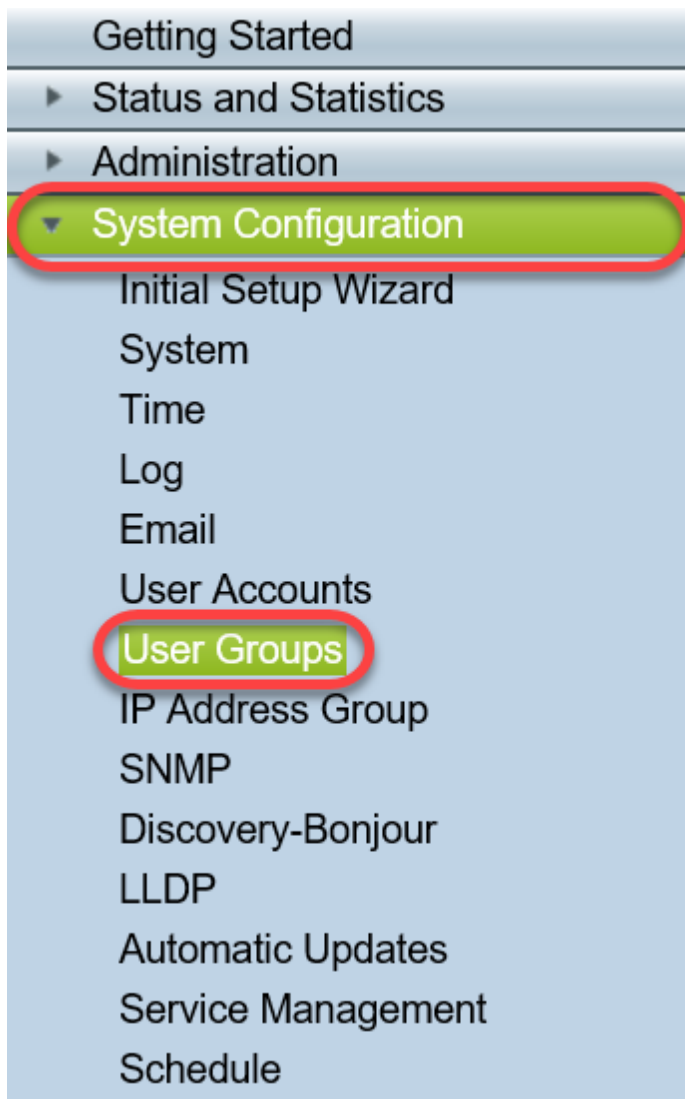 Getting Started
Status and Statistics
Administration
System Configuration
Initial Setup Wizard
System
Time
Log
Email
User Accounts
User Groups
IP Address Group
SNMP
Discovery-Bonjour
LLDP
Automatic Updates
Service Management
Schedule